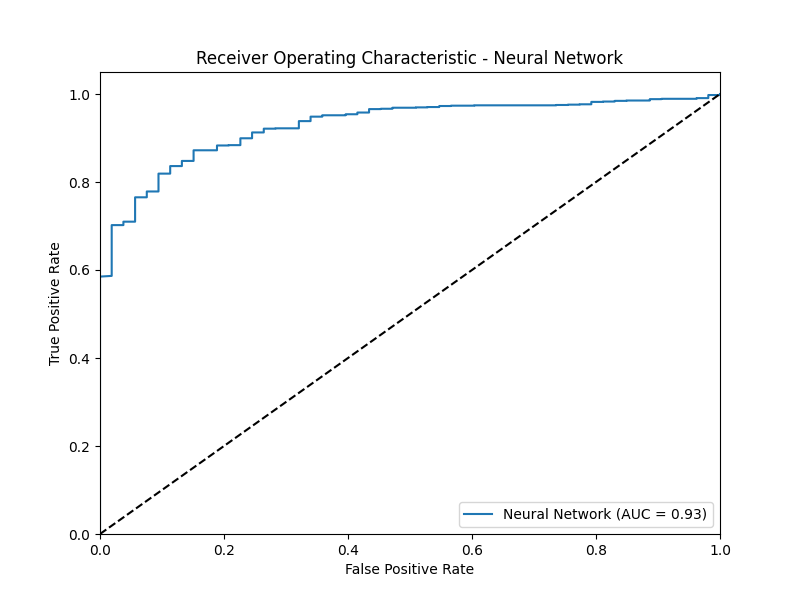 Receiver Operating Characteristic - Neural Network
True Positive Rate
1.0
0.8
0.6
0.4
0.2
0.0
0.0 0.2 0.4 0.6 0.8 1.0
False Positive Rate
Neural Network (AUC = 0.93)